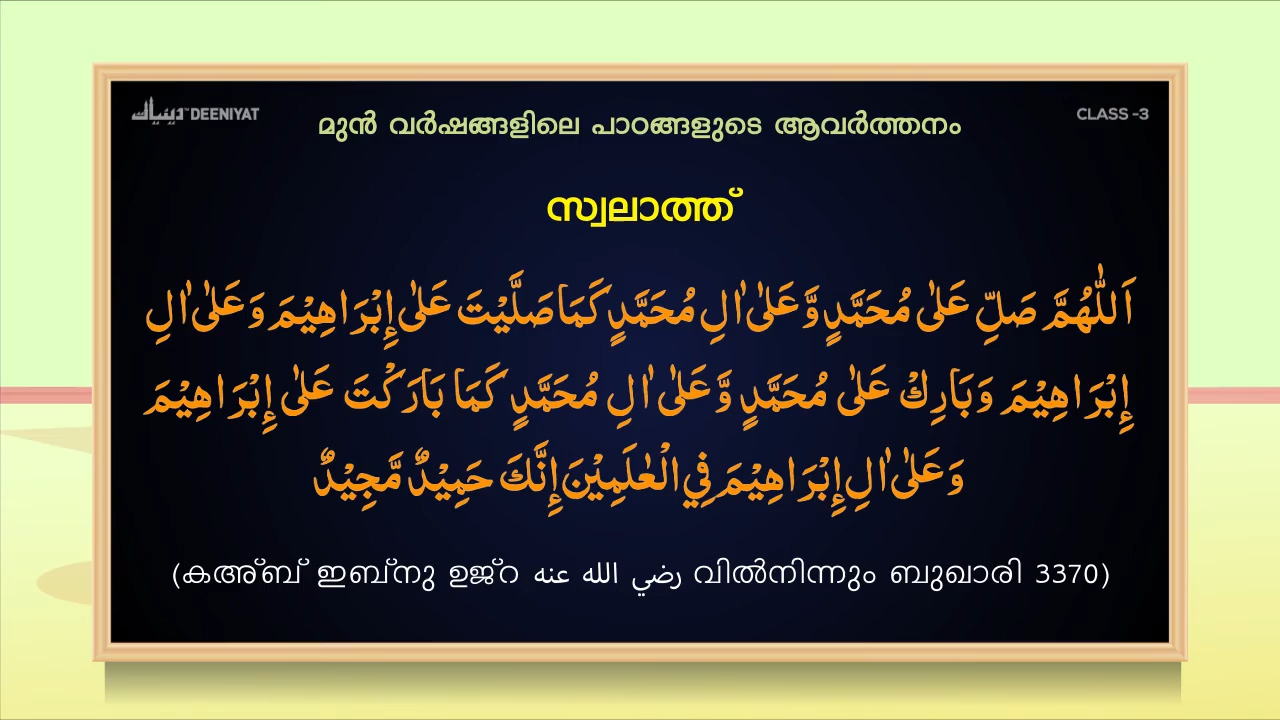 دینیات™ DEENIYAT
CLASS -3
മുൻ വർഷങ്ങളിലെ പാഠങ്ങളുടെ ആവർത്തനം
സ്വലാത്ത്
اَللّٰهُمَّ صَلِّ عَلٰى مُحَمَّدٍ وَّعَلٰى اٰلِ مُحَمَّدٍ كَمَا صَلَّيْتَ عَلٰى إِبْرَاهِيْمَ وَعَلٰى اٰلِ
إِبْرَاهِيْمَ وَبَارِكْ عَلٰى مُحَمَّدٍ وَّعَلٰى اٰلِ مُحَمَّدٍ كَمَا بَارَكْتَ عَلٰى إِبْرَاهِيْمَ
وَعَلٰى اٰلِ إِبْرَاهِيْمَ فِي الْعٰلَمِيْنَ إِنَّكَ حَمِيْدٌ مَّجِيْدٌ
(കഅ്ബ് ഇബ്നു ഉജ്റ رضي الله عنه വിൽനിന്നും ബുഖാരി 3370)